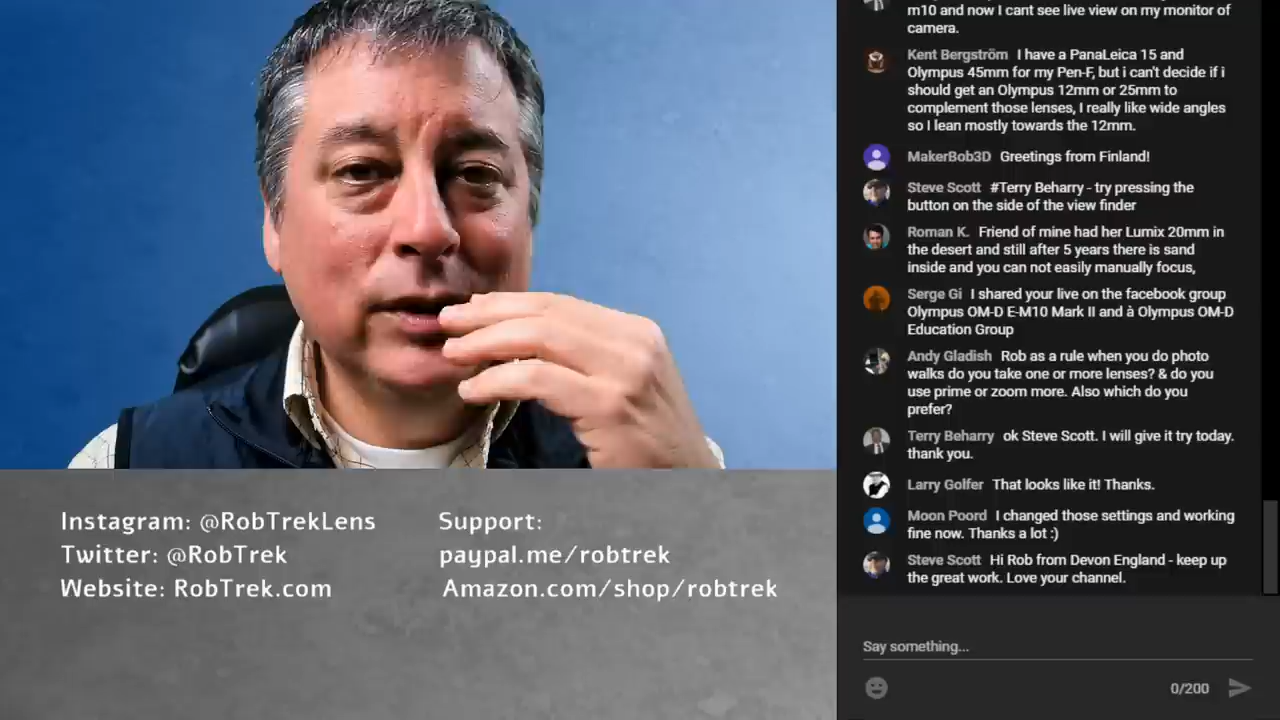 Instagram: @RobTrekLens
Twitter: @RobTrek
Website: RobTrek.com
Support:
paypal.me/robtrek
Amazon.com/shop/robtrek
m10 and now I cant see live view on my monitor of
camera.
Kent Bergström I have a PanaLeica 15 and
Olympus 45mm for my Pen-F, but i can't decide if i
should get an Olympus 12mm or 25mm to
complement those lenses, I really like wide angles
so I lean mostly towards the 12mm.
MakerBob3D Greetings from Finland!
Steve Scott #Terry Beharry - try pressing the
button on the side of the view finder
Roman K. Friend of mine had her Lumix 20mm in
the desert and still after 5 years there is sand
inside and you can not easily manually focus,
Serge Gi I shared your live on the facebook group
Olympus OM-D E-M10 Mark II and à Olympus OM-D
Education Group
Andy Gladish Rob as a rule when you do photo
walks do you take one or more lenses? & do you
use prime or zoom more. Also which do you
prefer?
Terry Beharry ok Steve Scott. I will give it try today.
thank you.
Larry Golfer That looks like it! Thanks.
Moon Poord I changed those settings and working
fine now. Thanks a lot :)
Steve Scott Hi Rob from Devon England - keep up
the great work. Love your channel.
Say something...
0/200